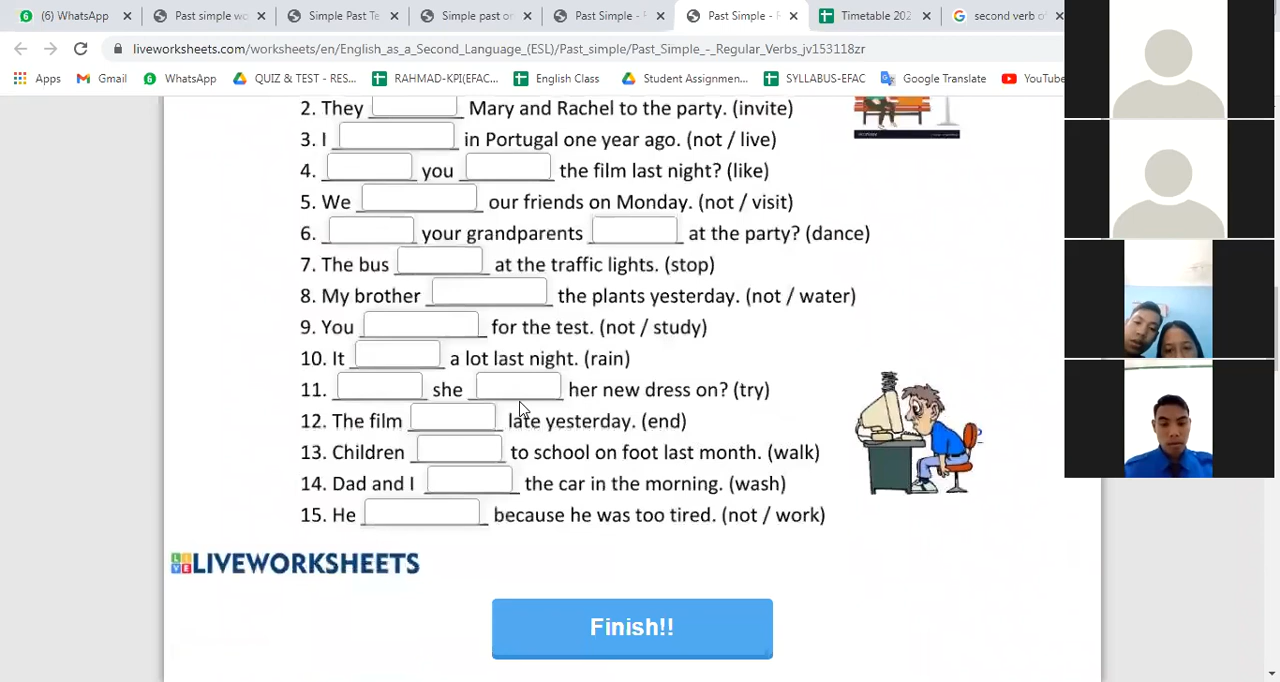 (6) WhatsApp
Past simple wo
Simple Past Te
Simple past or
Past Simple - 
Past Simple -
Timetable 202
second verb of
liveworksheets.com/worksheets/en/English_as_a_Second_Language_(ESL)/Past_simple/Past_Simple_-_Regular_Verbs_jv153118zr
Apps
Gmail
WhatsApp
QUIZ & TEST - RES...
RAHMAD-KPI(EFAC...
English Class
Student Assignmen...
SYLLABUS-EFAC
Google Translate
YouTube
2. They Mary and Rachel to the party. (invite)
3. I in Portugal one year ago. (not / live)
4. you the film last night? (like)
5. We our friends on Monday. (not / visit)
6. your grandparents at the party? (dance)
7. The bus at the traffic lights. (stop)
8. My brother the plants yesterday. (not / water)
9. You for the test. (not / study)
10. It a lot last night. (rain)
11. she her new dress on? (try)
12. The film late yesterday. (end)
13. Children to school on foot last month. (walk)
14. Dad and I the car in the morning. (wash)
15. He because he was too tired. (not / work)
LIVEWORKSHEETS
Finish!!